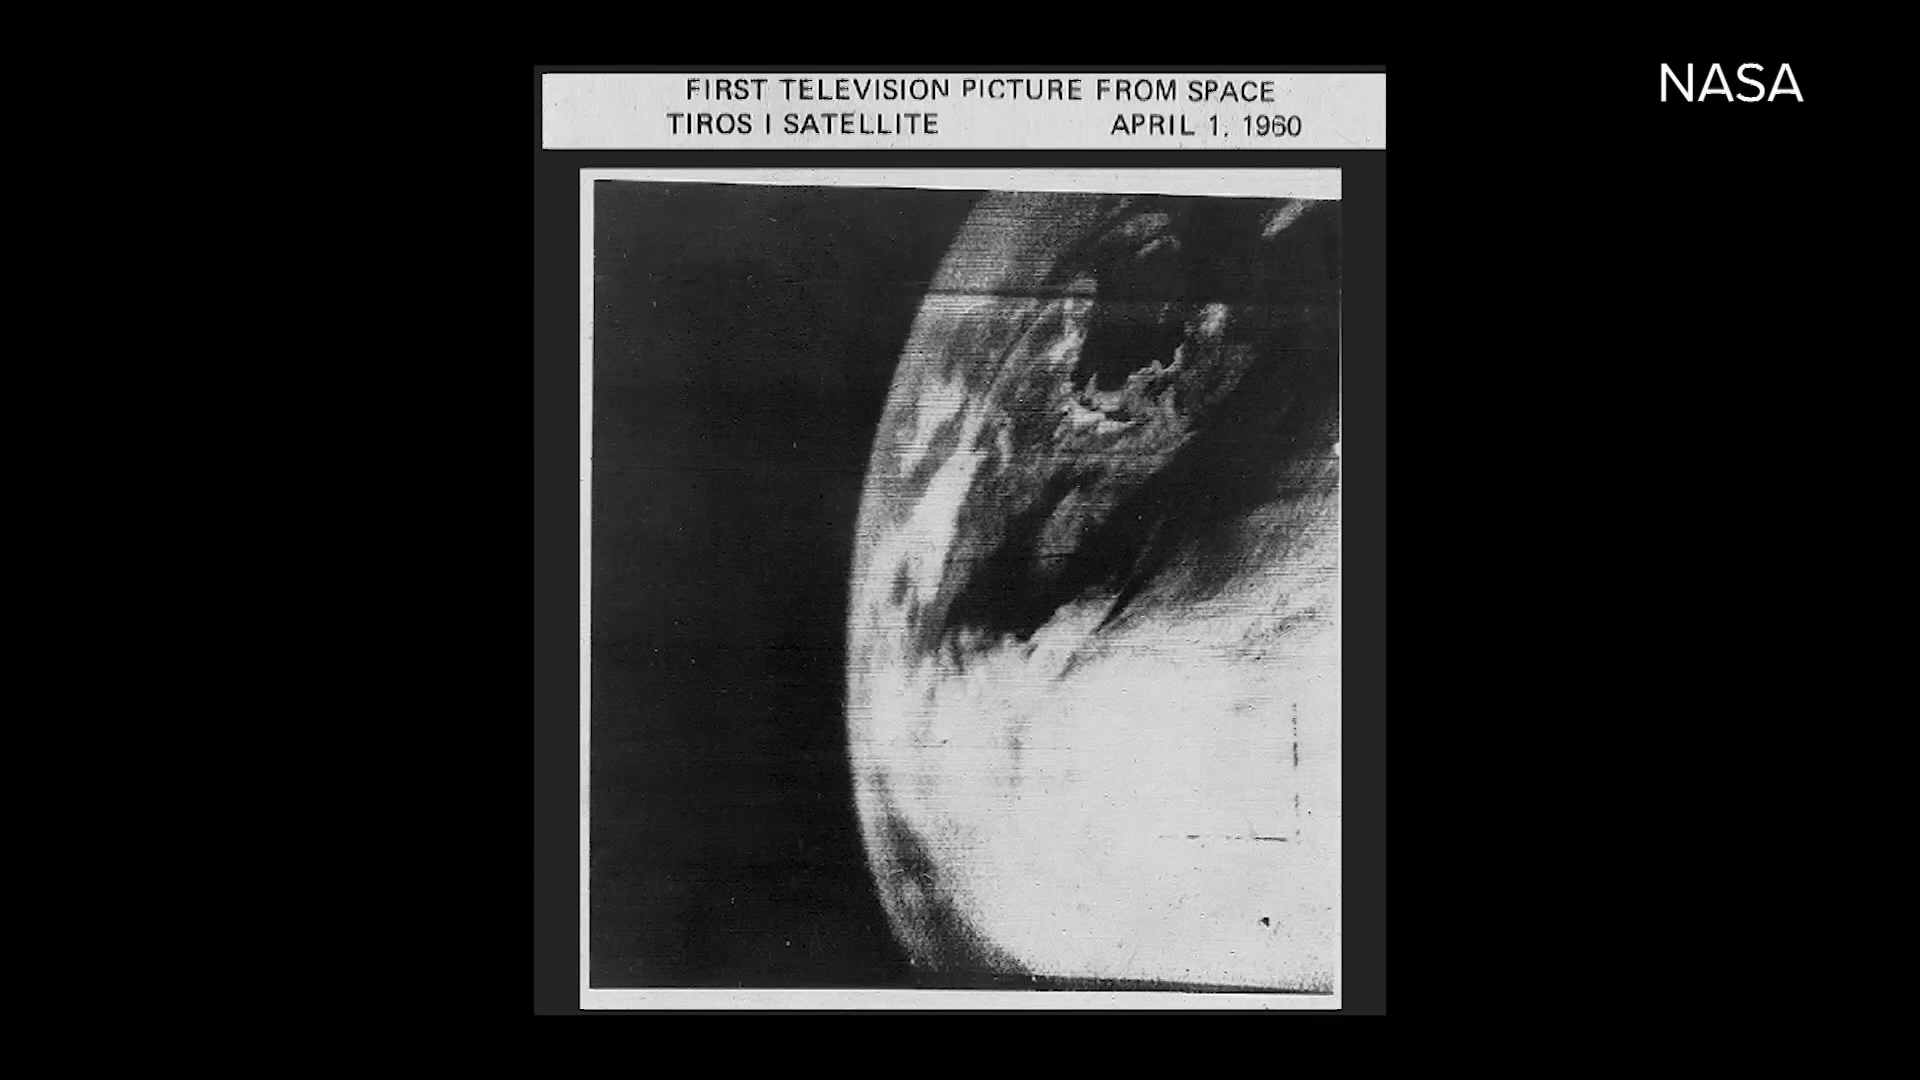 FIRST TELEVISION PICTURE FROM SPACE
TIROS I SATELLITE APRIL 1, 1960
NASA